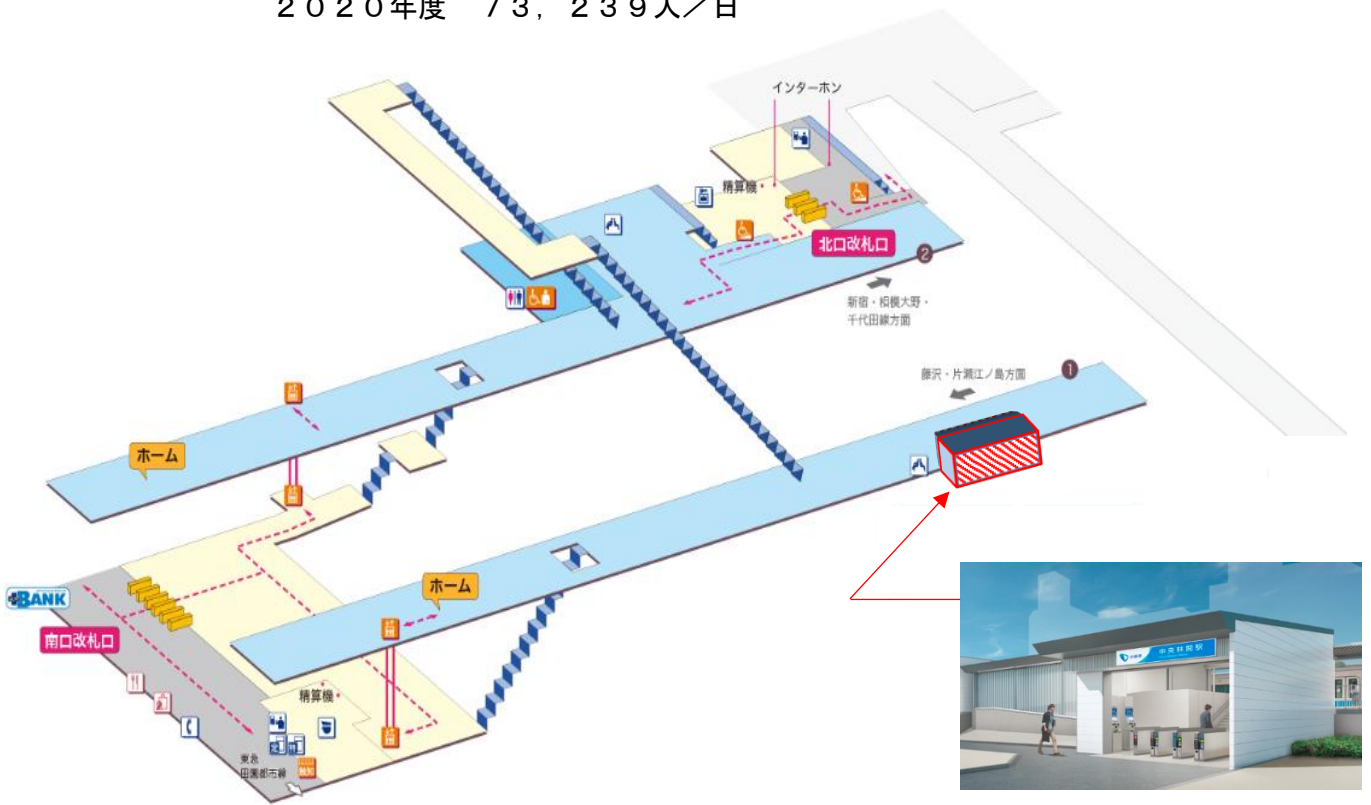 ２０２０年度　７３，２３９人／日
インターホン
精算機
北口改札口
2
新宿・相模大野・
千代田線方面
1
藤沢・片瀬江ノ島方面
ホーム
ホーム
BANK
南口改札口
精算機
東急
田園都市線
中央林間駅